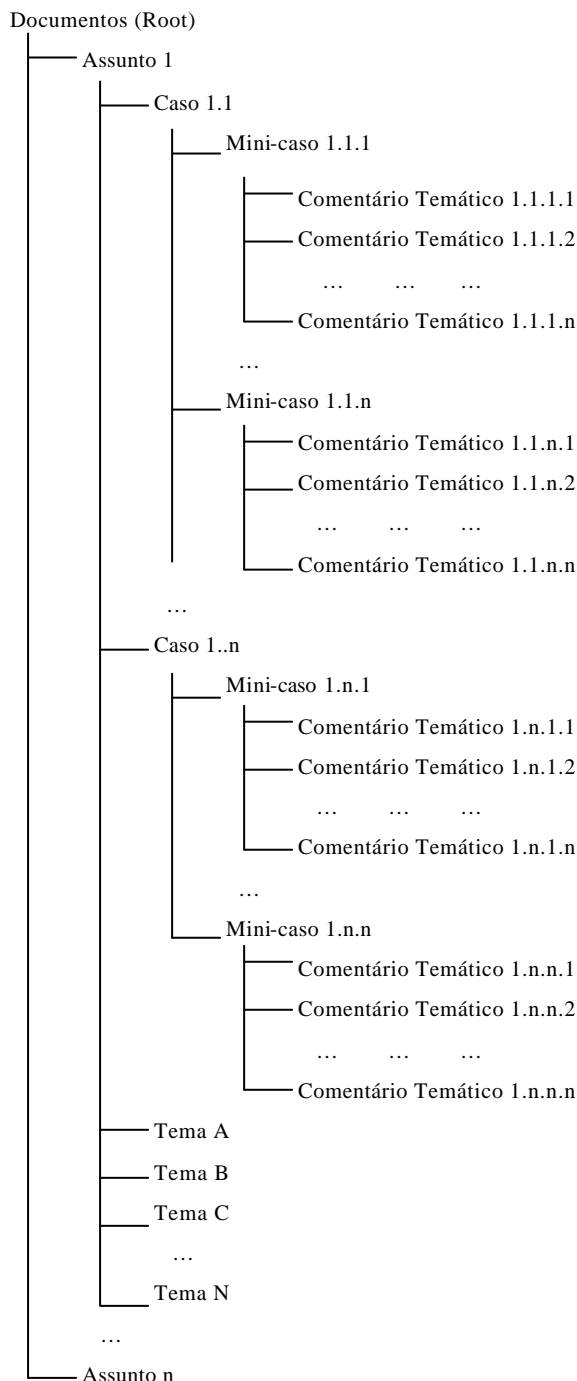 Documentos (Root)
Assunto 1
Caso 1.1
Mini-caso 1.1.1
Comentário Temático 1.1.1.1
Comentário Temático 1.1.1.2
… … …
Comentário Temático 1.1.1.n
…
Mini-caso 1.1.n
Comentário Temático 1.1.n.1
Comentário Temático 1.1.n.2
… … …
Comentário Temático 1.1.n.n
…
Caso 1..n
Mini-caso 1.n.1
Comentário Temático 1.n.1.1
Comentário Temático 1.n.1.2
… … …
Comentário Temático 1.n.1.n
…
Mini-caso 1.n.n
Comentário Temático 1.n.n.1
Comentário Temático 1.n.n.2
… … …
Comentário Temático 1.n.n.n
Tema A
Tema B
Tema C
…
Tema N
…
Assunto n